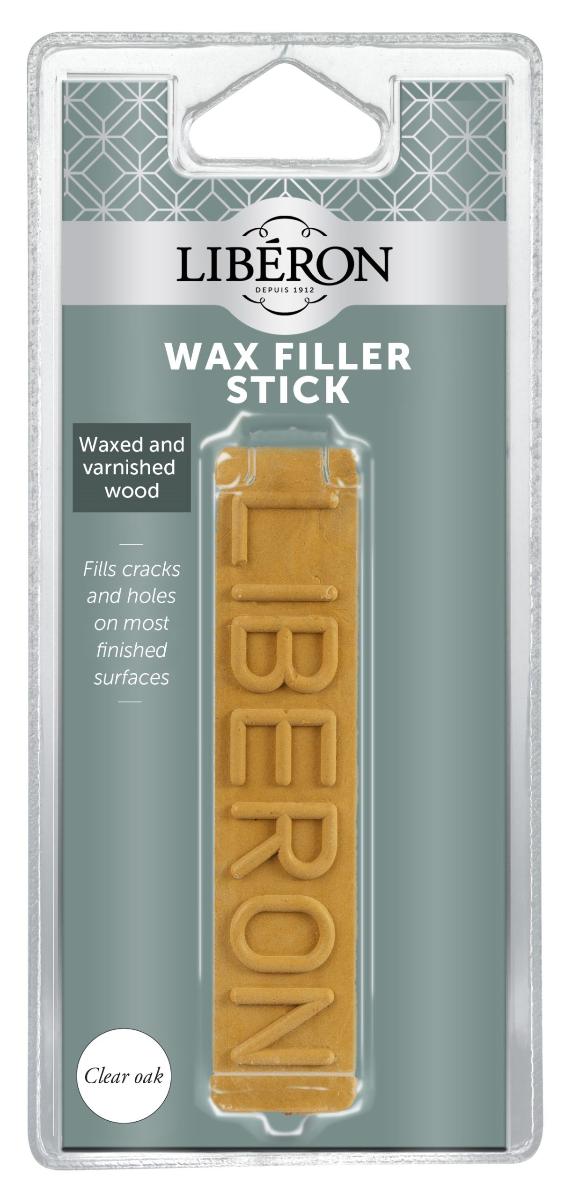 LIBÉRON
DEPUIS 1912
WAX FILLER
STICK
Waxed and
varnished
wood
Fills cracks
and holes
on most
finished
surfaces
LIBERON
Clear oak